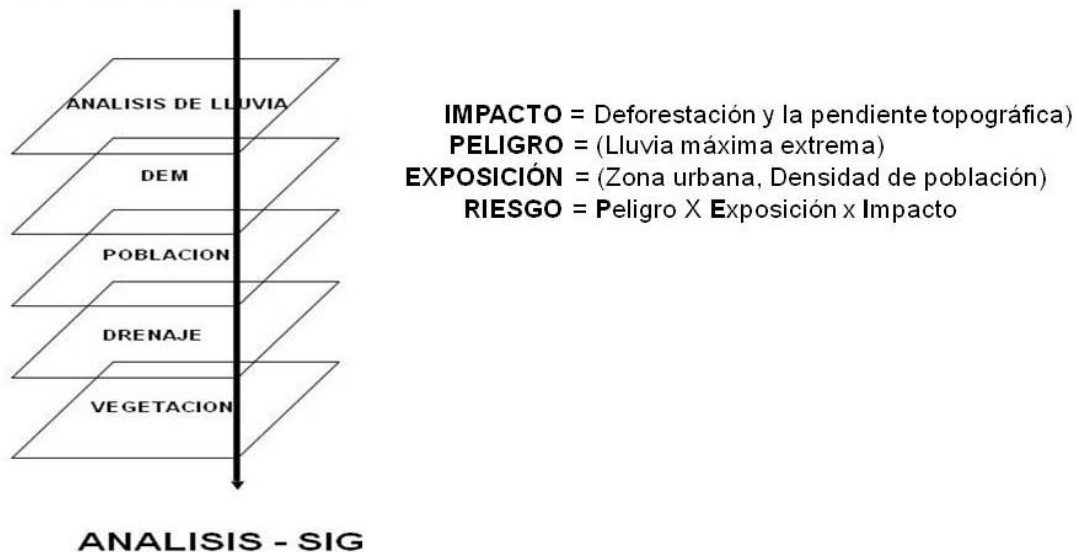 ANALISIS DE LLUVIA
DEM
POBLACION
DRENAJE
VEGETACION
ANALISIS - SIG
IMPACTO = Deforestación y la pendiente topográfica)
PELIGRO = (Lluvia máxima extrema)
EXPOSICIÓN = (Zona urbana, Densidad de población)
RIESGO = Peligro X Exposición x Impacto